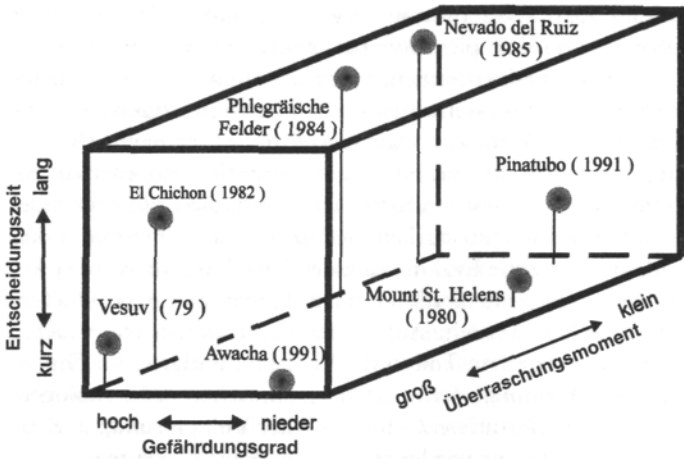 Nevado del Ruiz
( 1985)
Phlegräische
Felder ( 1984)
Pinatubo (1991)
El Chichon ( 1982)
Vesuv ( 79 )
Mount St. Helens
(1980)
Awacha (1991)
Entscheidungszeit
kurz
lang
hoch
nieder
Gefährdungsgrad
groß
klein
Überraschungsmoment